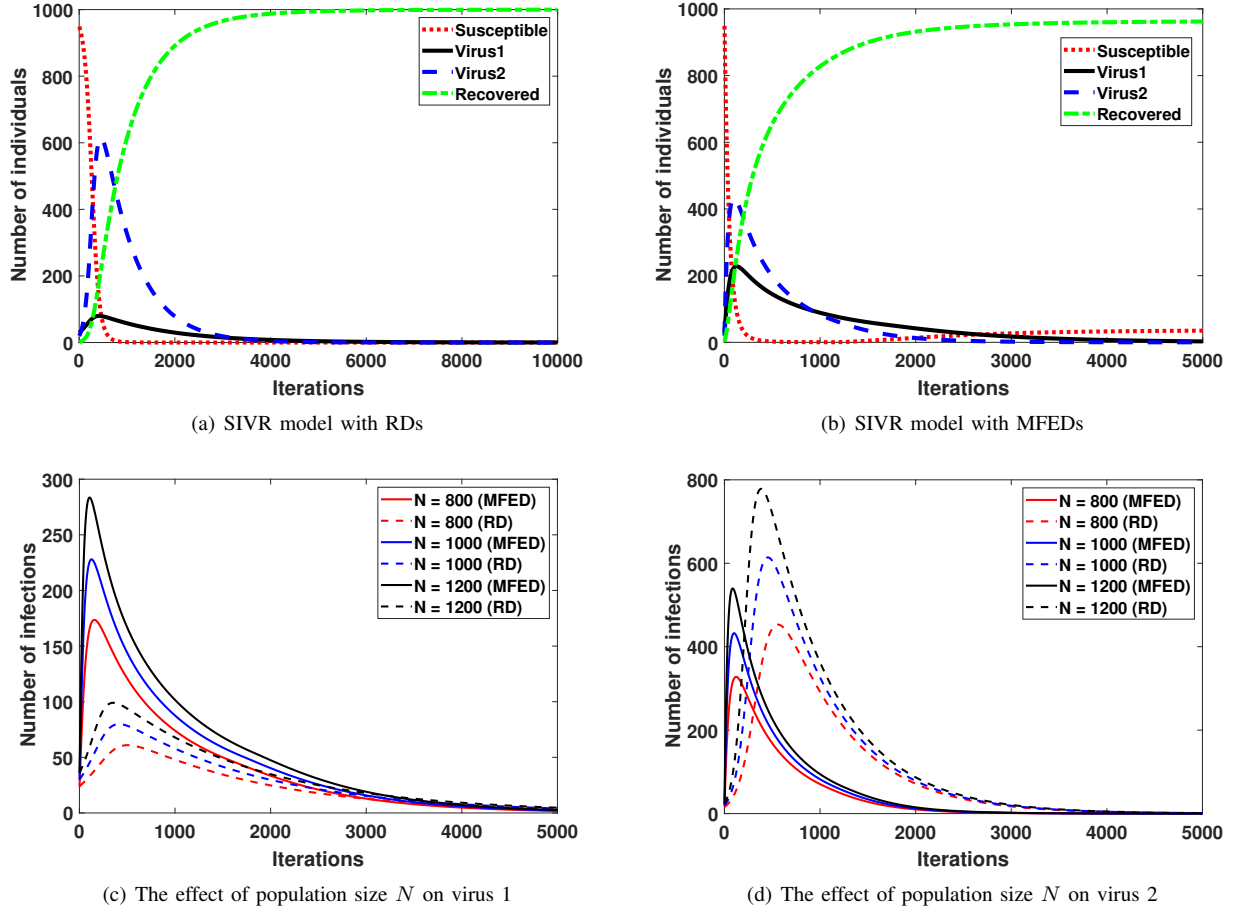 1000
800
600
400
200
0
Number of individuals
0 2000 4000 6000 8000 10000
Iterations
Susceptible
Virus1
Virus2
Recovered
(a) SIVR model with RDs
1000
800
600
400
200
0
Number of individuals
0 1000 2000 3000 4000 5000
Iterations
Susceptible
Virus1
Virus2
Recovered
(b) SIVR model with MFEDs
300
250
200
150
100
50
0
Number of infections
0 1000 2000 3000 4000 5000
Iterations
N = 800 (MFED)
N = 800 (RD)
N = 1000 (MFED)
N = 1000 (RD)
N = 1200 (MFED)
N = 1200 (RD)
(c) The effect of population size N on virus 1
800
600
400
200
0
Number of infections
0 1000 2000 3000 4000 5000
Iterations
N = 800 (MFED)
N = 800 (RD)
N = 1000 (MFED)
N = 1000 (RD)
N = 1200 (MFED)
N = 1200 (RD)
(d) The effect of population size N on virus 2